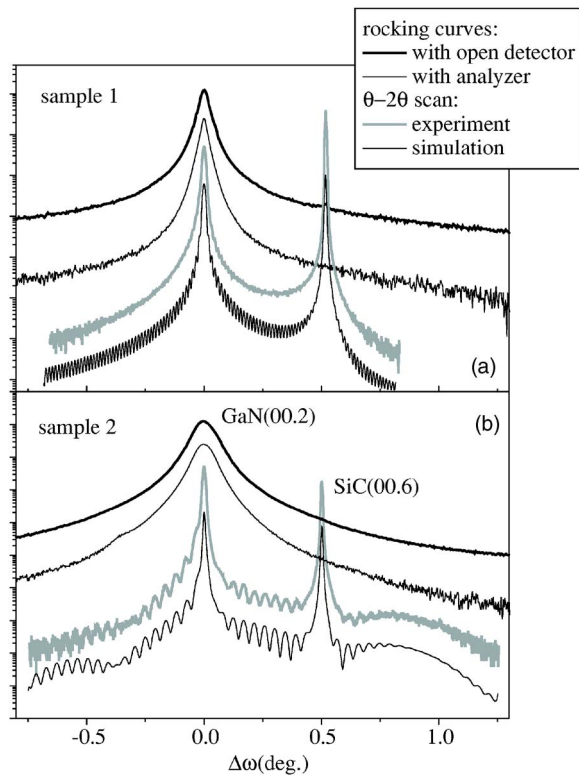 rocking curves:
with open detector
with analyzer
θ–2θ scan:
experiment
simulation
sample 1
(a)
sample 2
GaN(00.2)
(b)
SiC(00.6)
-0.5
0.0
0.5
1.0
Δω(deg.)